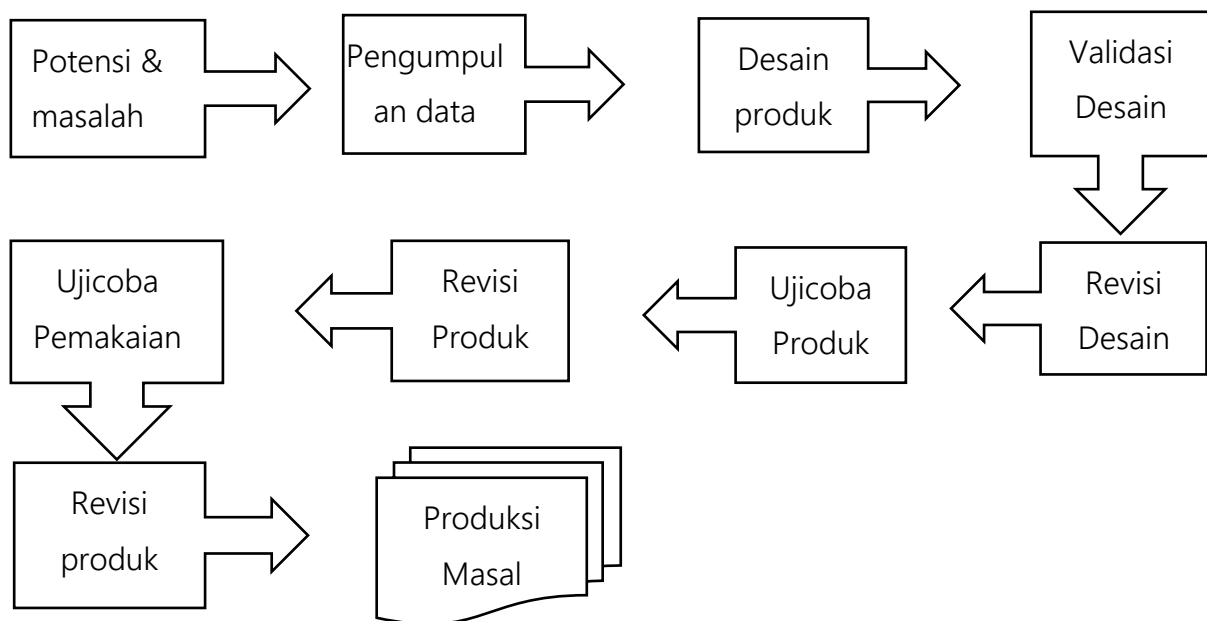 Potensi &
masalah
Pengumpul
an data
Desain
produk
Validasi
Desain
Revisi
Desain
Ujicoba
Produk
Revisi
Produk
Ujicoba
Pemakaian
Revisi
produk
Produksi
Masal